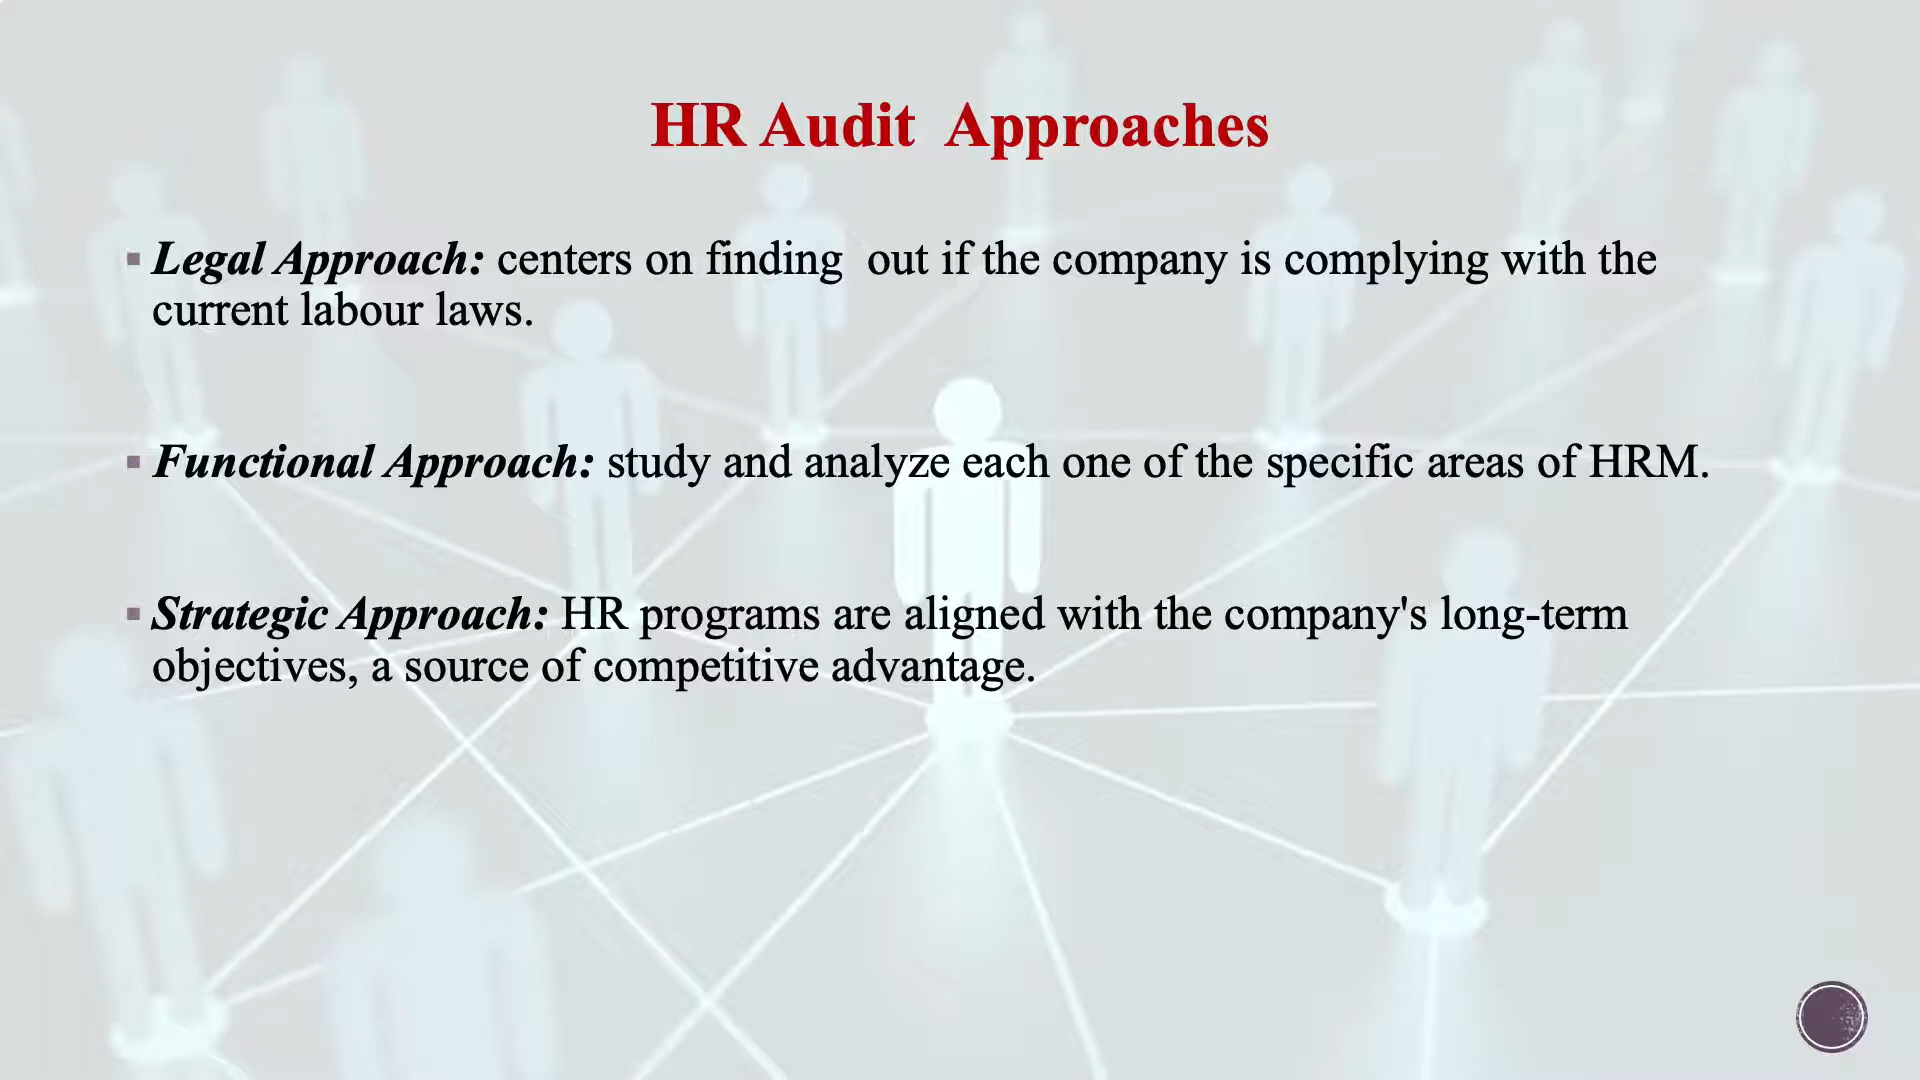 HR Audit  Approaches
▪ Legal Approach: centers on finding  out if the company is complying with the
current labour laws.
▪ Functional Approach: study and analyze each one of the specific areas of HRM.
▪ Strategic Approach: HR programs are aligned with the company's long-term
objectives, a source of competitive advantage.